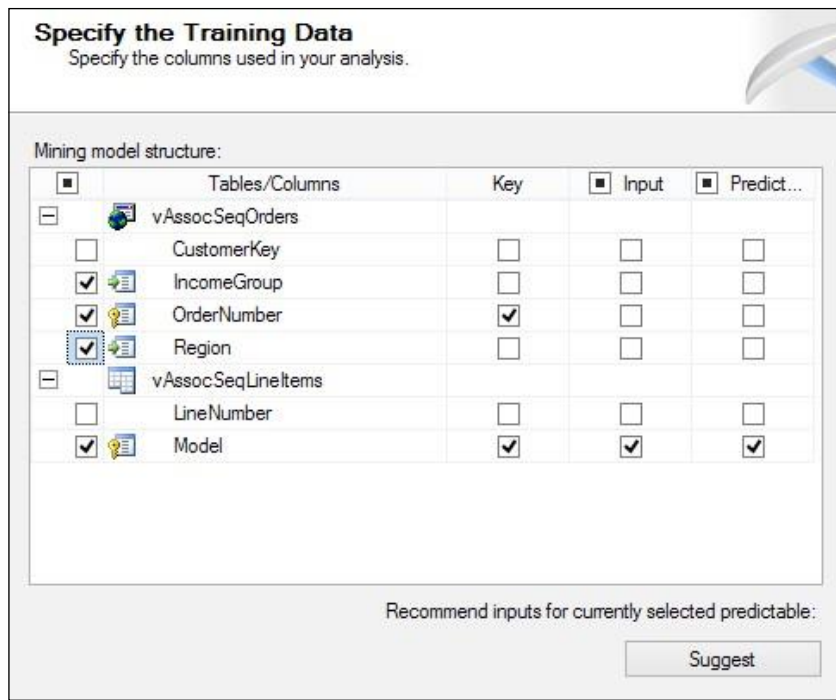 Specify the Training Data
Specify the columns used in your analysis.
Mining model structure:
Tables/Columns Key Input Predict...
vAssocSeqOrders
CustomerKey
IncomeGroup
OrderNumber
Region
vAssocSeqLineItems
LineNumber
Model
Recommend inputs for currently selected predictable:
Suggest